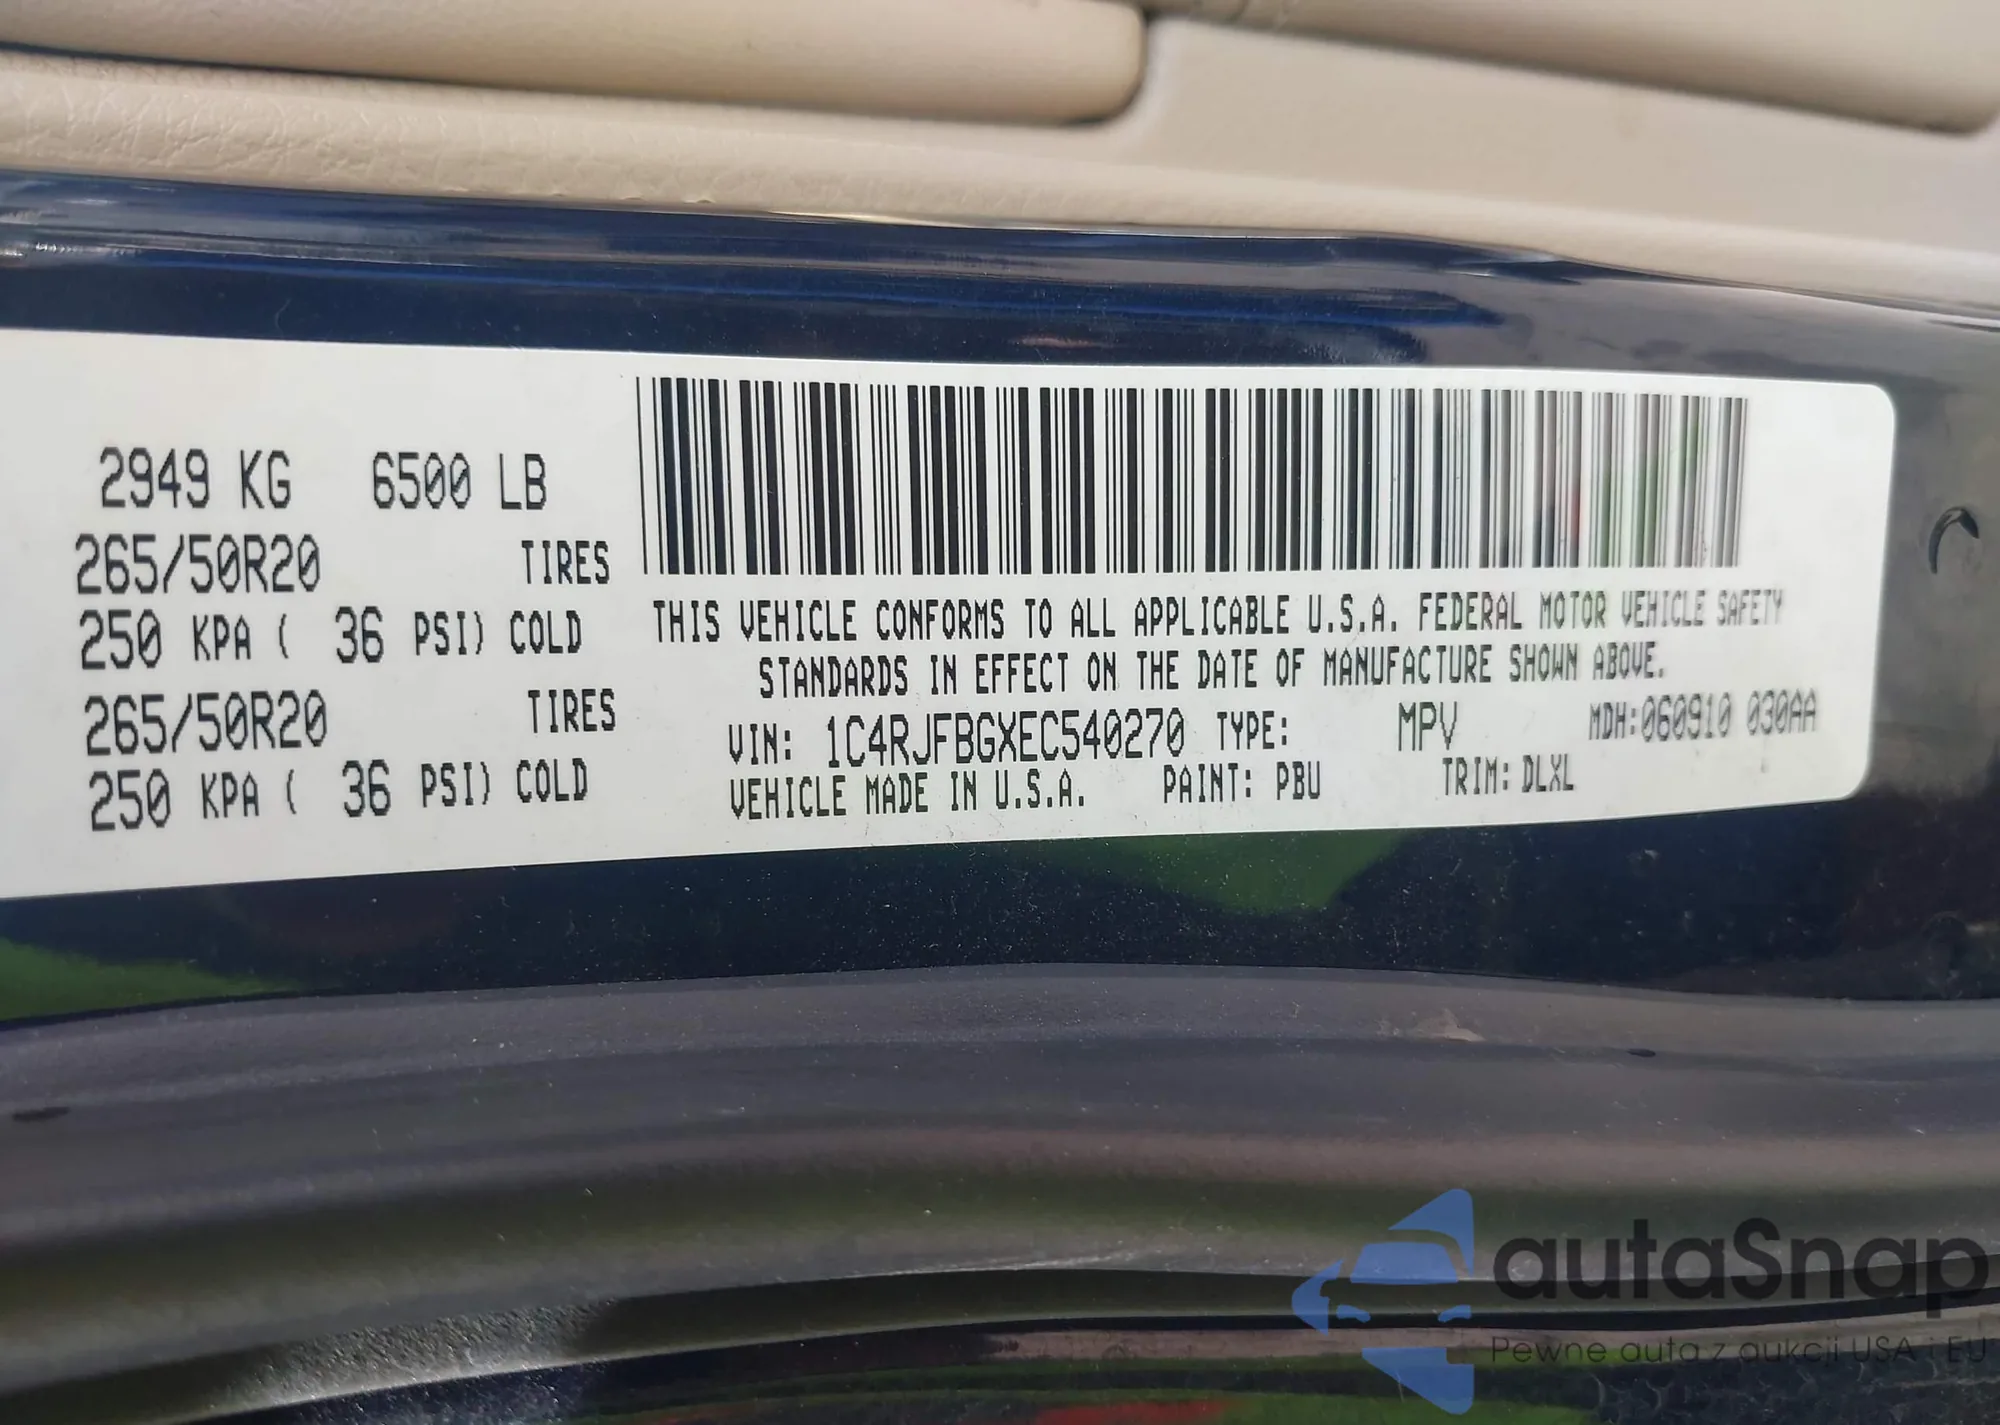 2949 KG 6500 LB
265/50R20 TIRES
250 KPA ( 36 PSI) COLD
265/50R20 TIRES
250 KPA ( 36 PSI) COLD
THIS VEHICLE CONFORMS TO ALL APPLICABLE U.S.A. FEDERAL MOTOR VEHICLE SAFETY
STANDARDS IN EFFECT ON THE DATE OF MANUFACTURE SHOWN ABOVE.
VIN: 1C4RJFBGXEC540270 TYPE: MPV MDH:060910 030AA
VEHICLE MADE IN U.S.A. PAINT: PBU TRIM: DLXL
autaSnap
Pewne auta z aukcji USA i EU